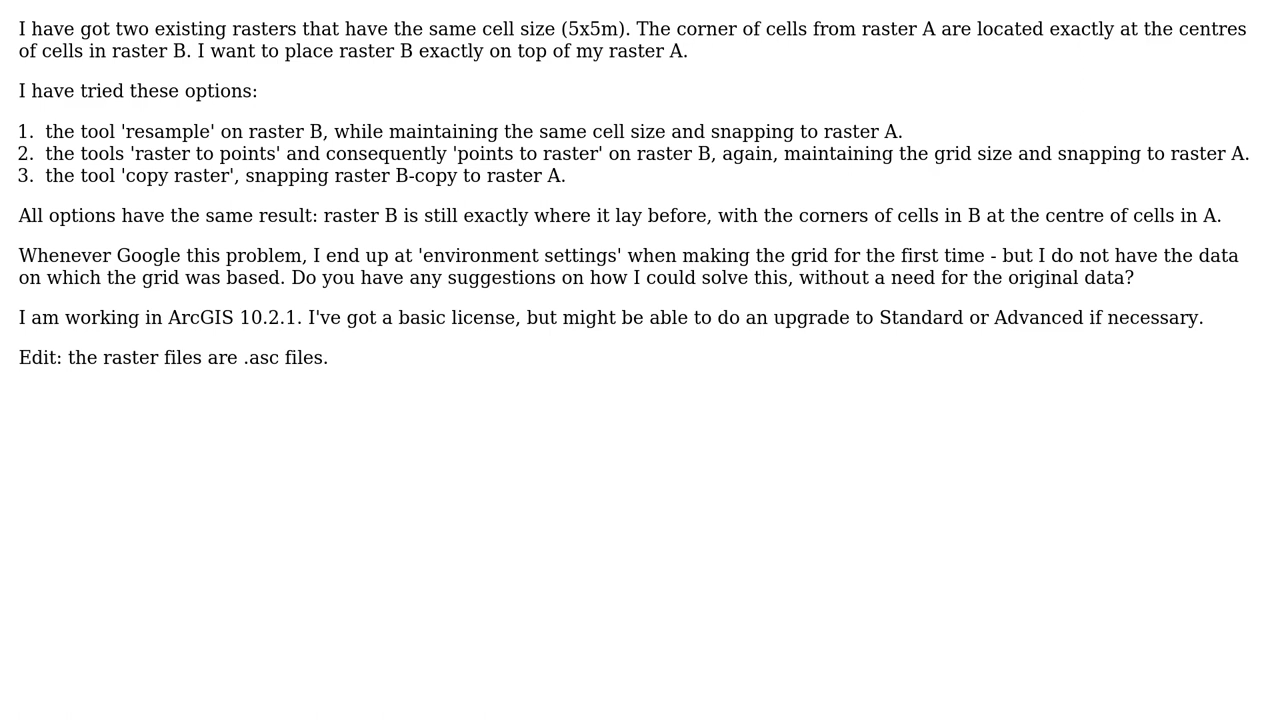 I have got two existing rasters that have the same cell size (5x5m). The corner of cells from raster A are located exactly at the centres
of cells in raster B. I want to place raster B exactly on top of my raster A.
I have tried these options:
1. the tool 'resample' on raster B, while maintaining the same cell size and snapping to raster A.
2. the tools 'raster to points' and consequently 'points to raster' on raster B, again, maintaining the grid size and snapping to raster A.
3. the tool 'copy raster', snapping raster B-copy to raster A.
All options have the same result: raster B is still exactly where it lay before, with the corners of cells in B at the centre of cells in A.
Whenever Google this problem, I end up at 'environment settings' when making the grid for the first time - but I do not have the data
on which the grid was based. Do you have any suggestions on how I could solve this, without a need for the original data?
I am working in ArcGIS 10.2.1. I've got a basic license, but might be able to do an upgrade to Standard or Advanced if necessary.
Edit: the raster files are .asc files.